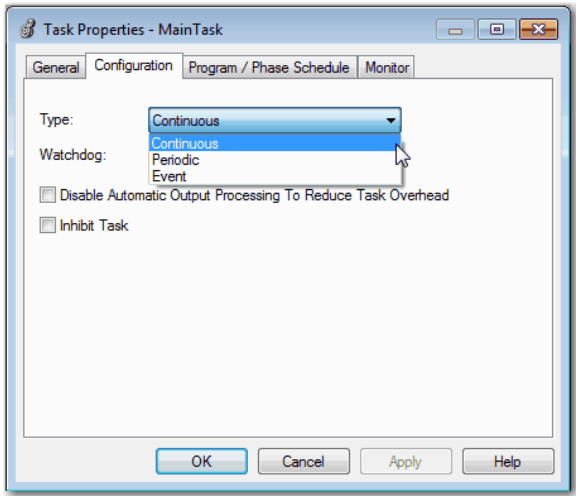 Task Properties - MainTask
General Configuration Program / Phase Schedule Monitor
Type: Continuous
Continuous
Watchdog:
Periodic
Event
Disable Automatic Output Processing To Reduce Task Overhead
Inhibit Task
OK Cancel Apply Help